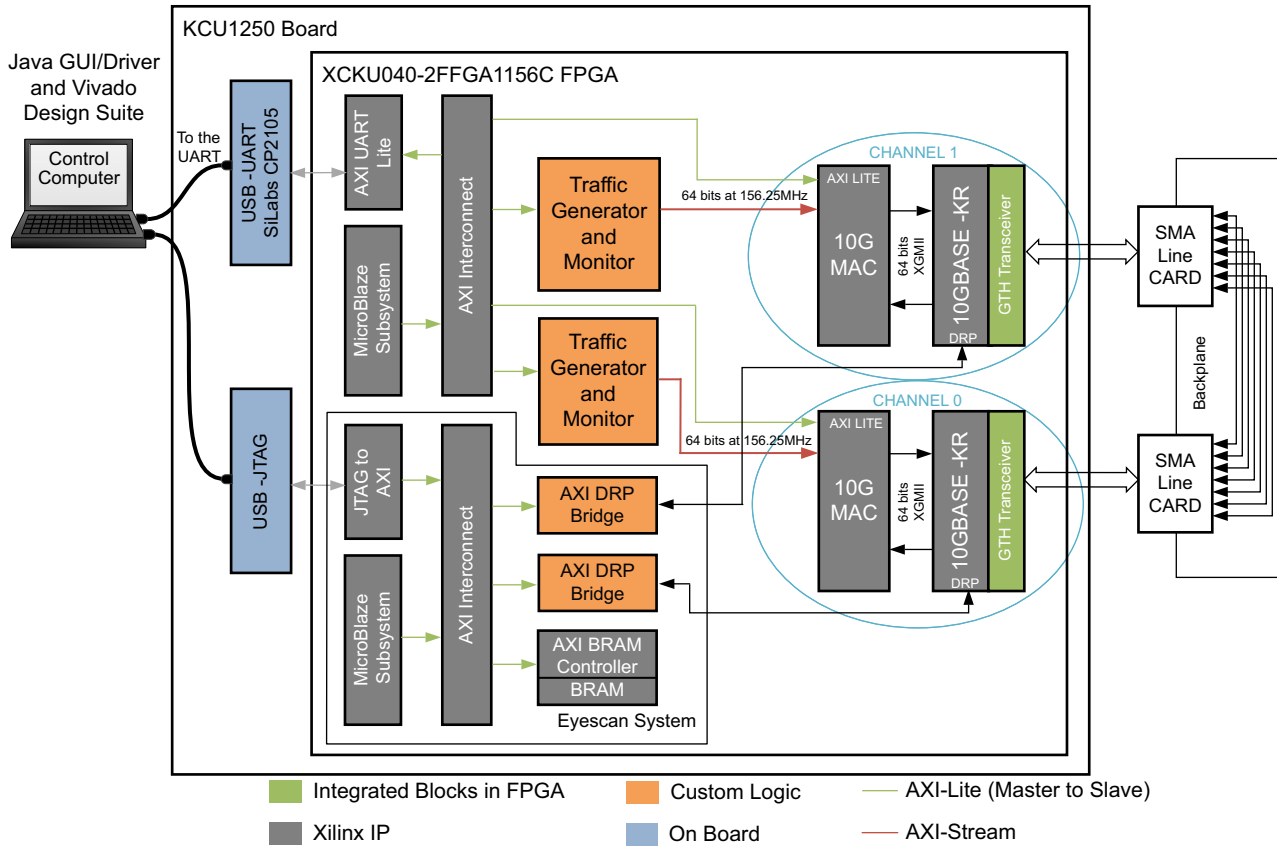 KCU1250 Board
Java GUI/Driver
and Vivado
Design Suite
Control
Computer
To the
UART
USB -UART
SiLabs CP2105
USB -JTAG
XCKU040-2FFGA1156C FPGA
AXI UART
Lite
MicroBlaze
Subsystem
AXI Interconnect
Traffic
Generator
and
Monitor
64 bits at 156.25MHz
Traffic
Generator
and
Monitor
64 bits at 156.25MHz
CHANNEL 1
AXI LITE
10G
MAC
64 bits
XGMII
10GBASE -KR
DRP
GTH Transceiver
CHANNEL 0
AXI LITE
10G
MAC
64 bits
XGMII
10GBASE -KR
DRP
GTH Transceiver
SMA
Line
CARD
Backplane
SMA
Line
CARD
JTAG to
AXI
MicroBlaze
Subsystem
AXI Interconnect
AXI DRP
Bridge
AXI DRP
Bridge
AXI BRAM
Controller
BRAM
Eyescan System
Integrated Blocks in FPGA
Custom Logic
AXI-Lite (Master to Slave)
Xilinx IP
On Board
AXI-Stream